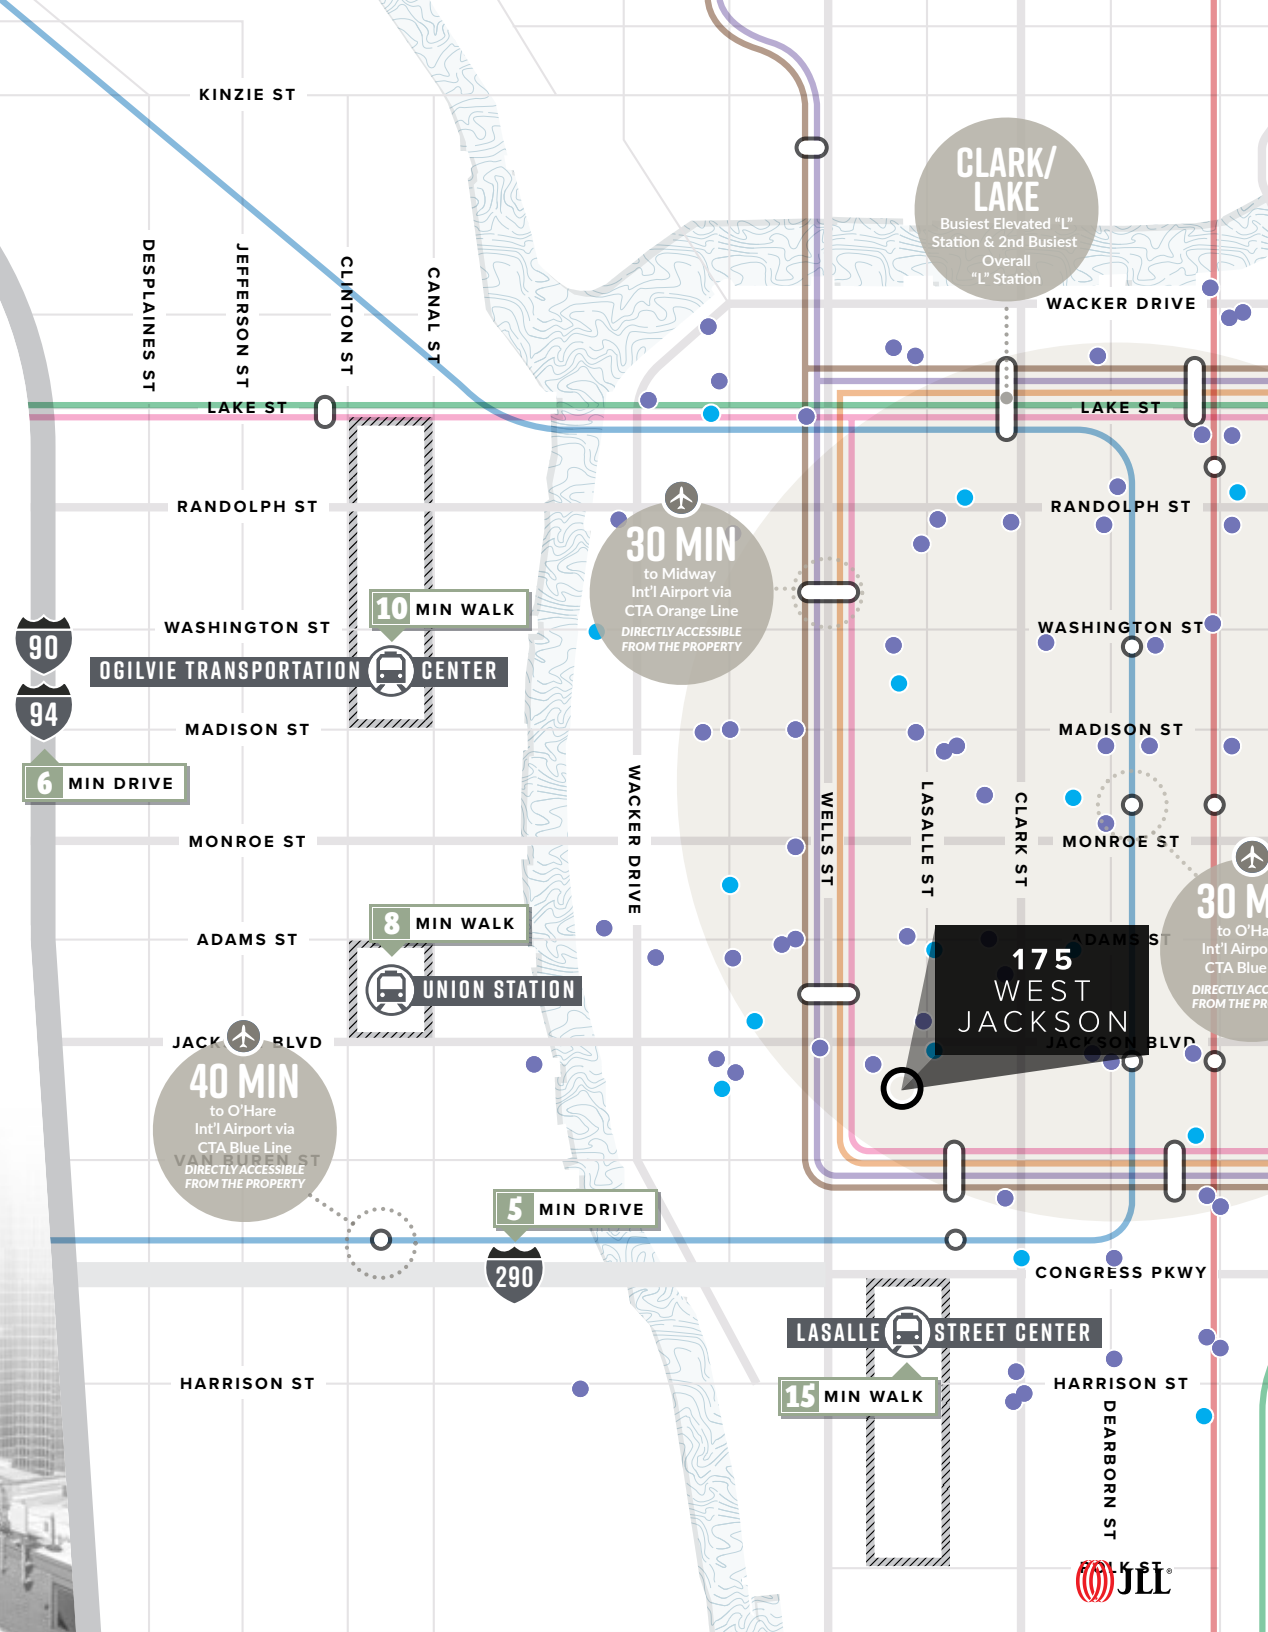 KINZIE ST
CLARK/
LAKE
Busiest Elevated “L”
Station & 2nd Busiest
Overall
“L” Station
DESPLAINES ST
JEFFERSON ST
CLINTON ST
CANAL ST
WACKER DRIVE
LAKE ST
LAKE ST
RANDOLPH ST
RANDOLPH ST
30 MIN
to Midway
Int'l Airport via
CTA Orange Line
DIRECTLY ACCESSIBLE
FROM THE PROPERTY
10 MIN WALK
WASHINGTON ST
WASHINGTON ST
90
OGILVIE TRANSPORTATION CENTER
94
MADISON ST
MADISON ST
6 MIN DRIVE
WACKER DRIVE
WELLS ST
LASALLE ST
CLARK ST
MONROE ST
MONROE ST
30 M
to O'Ha
Int'l Airpo
CTA Blue
DIRECTLY ACC
FROM THE PR
8 MIN WALK
ADAMS ST
ADAMS ST
175
WEST
JACKSON
UNION STATION
JACK BLVD
JACKSON BLVD
40 MIN
to O'Hare
Int'l Airport via
CTA Blue Line
VAN BUREN ST
DIRECTLY ACCESSIBLE
FROM THE PROPERTY
5 MIN DRIVE
290
CONGRESS PKWY
LASALLE STREET CENTER
HARRISON ST
15 MIN WALK
HARRISON ST
DEARBORN ST
POLK ST
JLL®